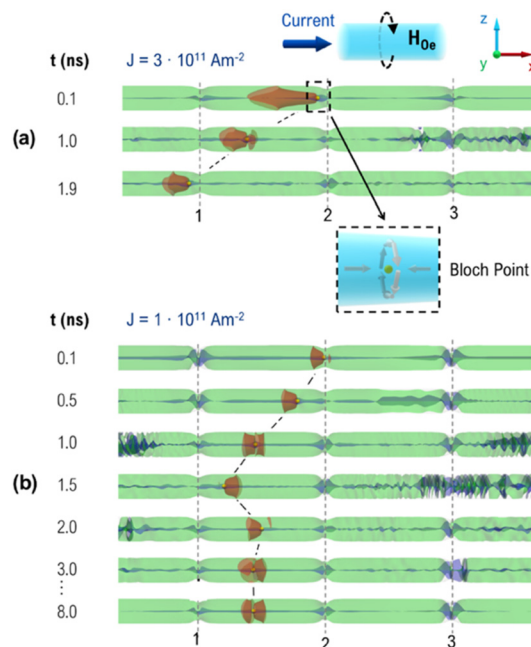 Current
H_Oe
z
y
x
t (ns)
J = 3 · 10¹¹ Am⁻²
0.1
(a)
1.0
1.9
1
2
3
Bloch Point
t (ns)
J = 1 · 10¹¹ Am⁻²
0.1
0.5
1.0
(b)
1.5
2.0
3.0
⋮
8.0
1
2
3